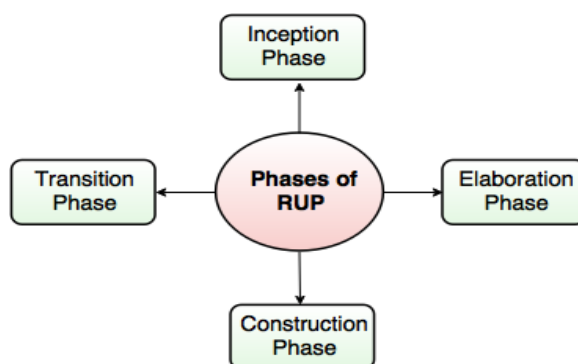 Inception
Phase
Transition
Phase
Phases of
RUP
Elaboration
Phase
Construction
Phase